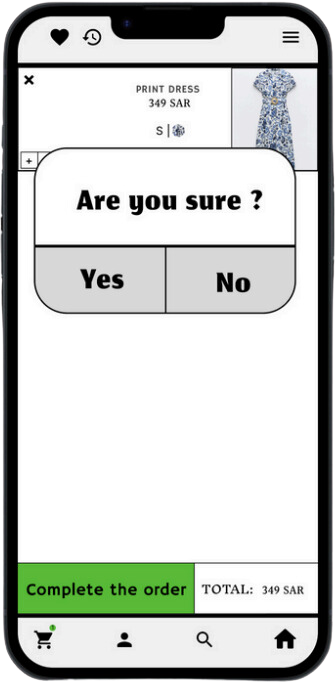 PRINT DRESS
349 SAR
S |
+
Are you sure ?
Yes No
Complete the order TOTAL: 349 SAR